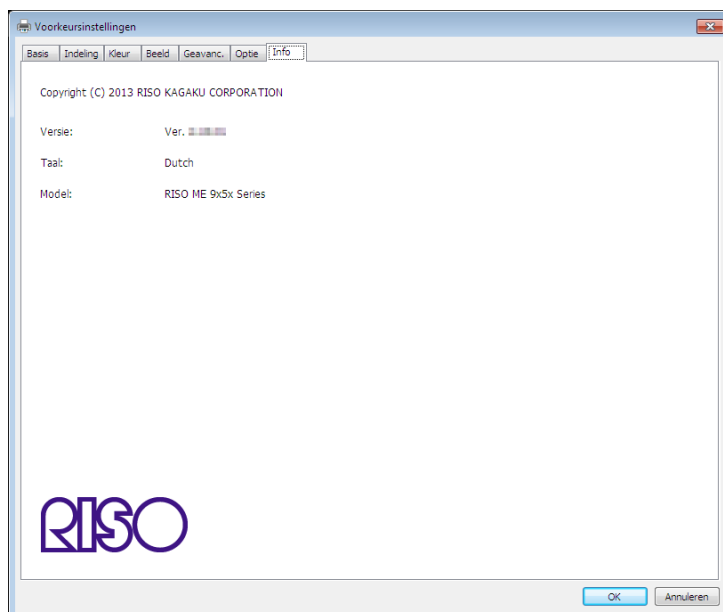 Voorkeursinstellingen
Basis Indeling Kleur Beeld Geavanc. Optie Info
Copyright (C) 2013 RISO KAGAKU CORPORATION
Versie: Ver.
Taal: Dutch
Model: RISO ME 9x5x Series
RISO
OK Annuleren